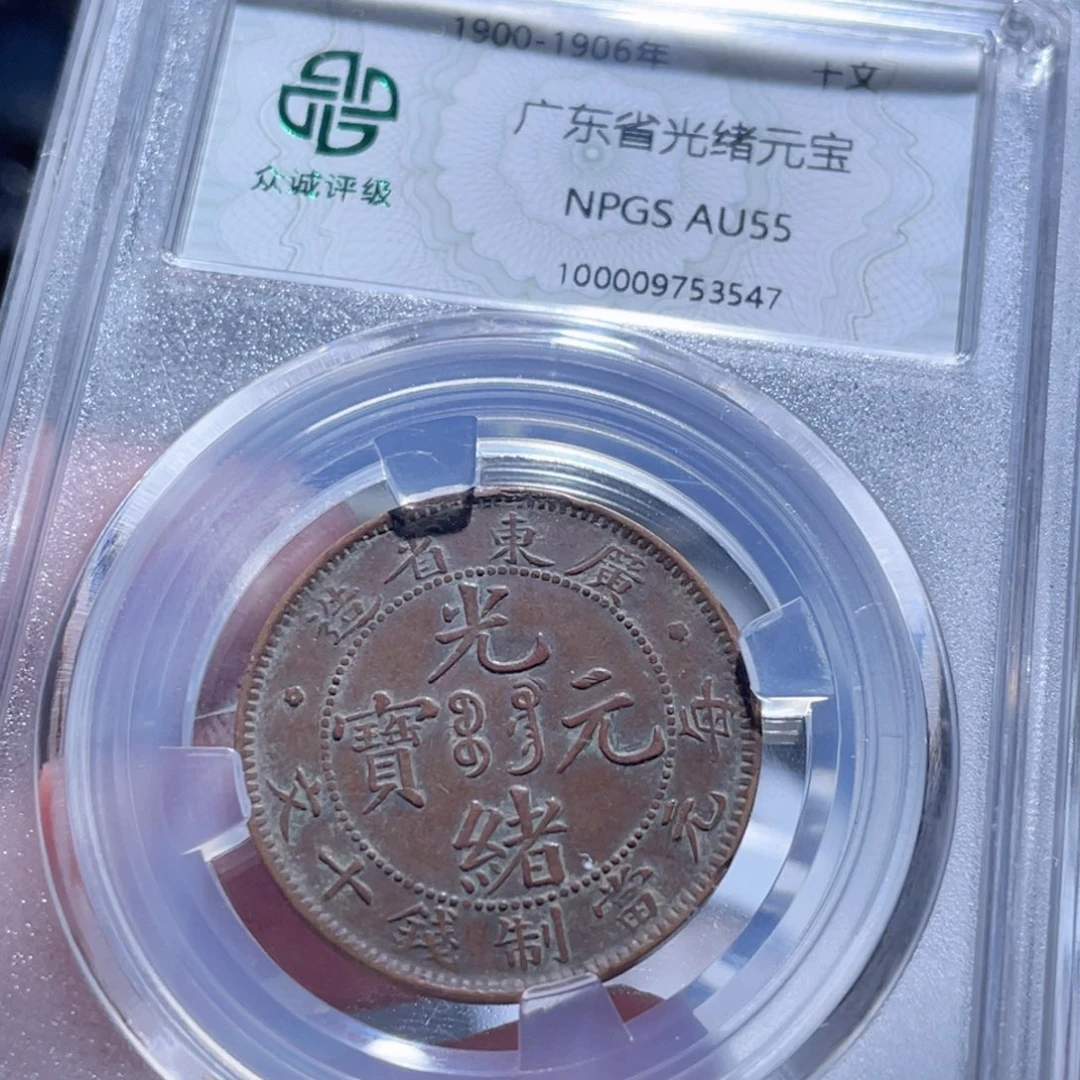 1900-1906年 十文
广东省光绪元宝
NPGS AU55
100009753547
众诚评级
廣東省造
光緒元寶
每元當制錢十文